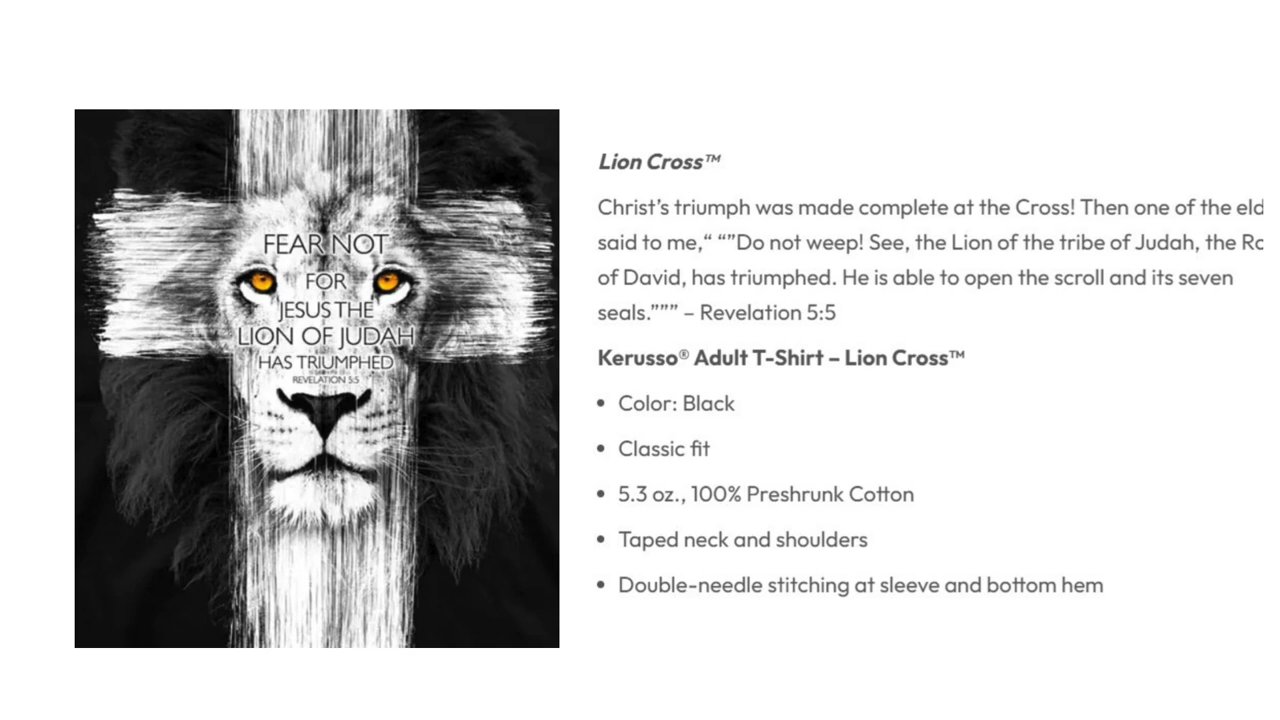 FEAR NOT
FOR
JESUS THE
LION OF JUDAH
HAS TRIUMPHED
REVELATION 5:5
Lion Cross™
Christ’s triumph was made complete at the Cross! Then one of the eld
said to me,“ “”Do not weep! See, the Lion of the tribe of Judah, the Ro
of David, has triumphed. He is able to open the scroll and its seven
seals.””” – Revelation 5:5
Kerusso® Adult T-Shirt – Lion Cross™
• Color: Black
• Classic fit
• 5.3 oz., 100% Preshrunk Cotton
• Taped neck and shoulders
• Double-needle stitching at sleeve and bottom hem